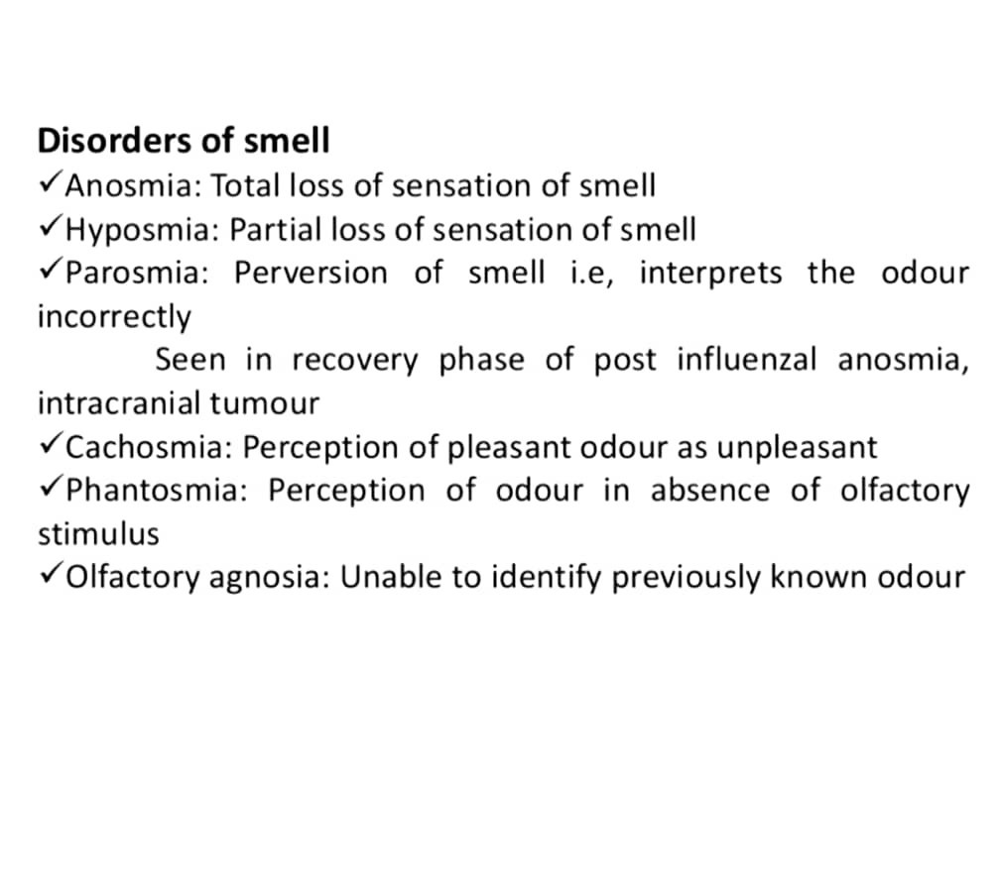 Disorders of smell
✓Anosmia: Total loss of sensation of smell
✓Hyposmia: Partial loss of sensation of smell
✓Parosmia: Perversion of smell i.e, interprets the odour
incorrectly
Seen in recovery phase of post influenzal anosmia,
intracranial tumour
✓Cachosmia: Perception of pleasant odour as unpleasant
✓Phantosmia: Perception of odour in absence of olfactory
stimulus
✓Olfactory agnosia: Unable to identify previously known odour